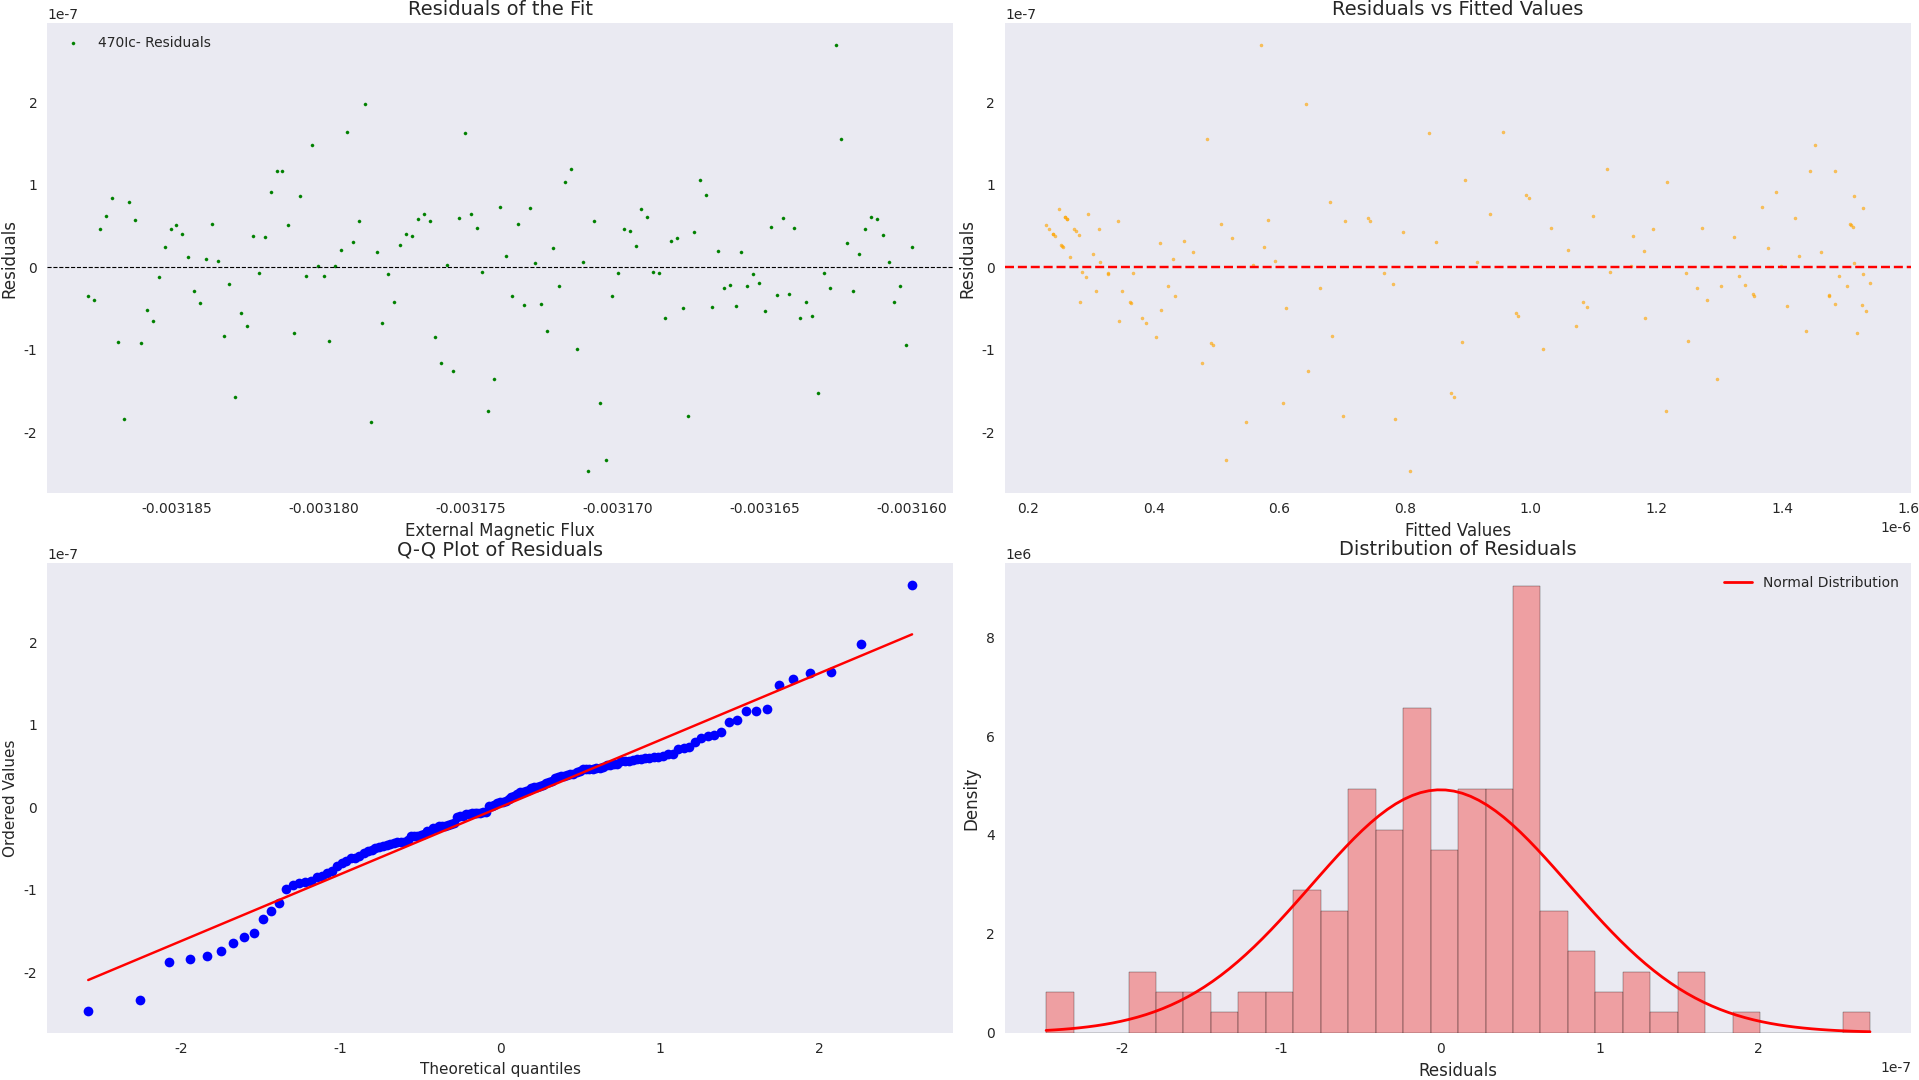 Residuals of the Fit
1e-7
470Ic- Residuals
2
1
0
-1
-2
Residuals
-0.003185 -0.003180 -0.003175 -0.003170 -0.003165 -0.003160
External Magnetic Flux
Residuals vs Fitted Values
1e-7
2
1
0
-1
-2
Residuals
0.2 0.4 0.6 0.8 1.0 1.2 1.4 1.6
1e-6
Fitted Values
Q-Q Plot of Residuals
1e-7
2
1
0
-1
-2
Ordered Values
-2 -1 0 1 2
Theoretical quantiles
Distribution of Residuals
1e6
Normal Distribution
8
6
4
2
0
Density
-2 -1 0 1 2
1e-7
Residuals